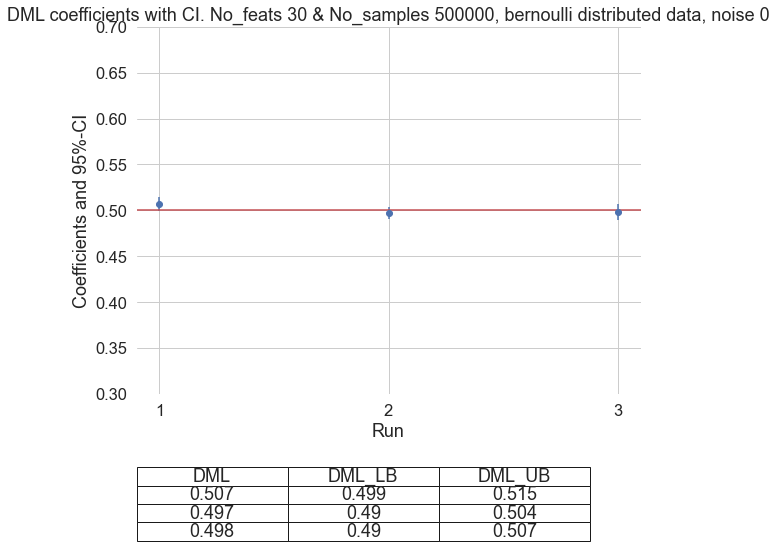 DML coefficients with CI. No_feats 30 & No_samples 500000, bernoulli distributed data, noise 0
0.70
0.65
0.60
0.55
0.50
0.45
0.40
0.35
0.30
Coefficients and 95%-CI
1 2 3
Run
DML DML_LB DML_UB
0.507 0.499 0.515
0.497 0.49 0.504
0.498 0.49 0.507